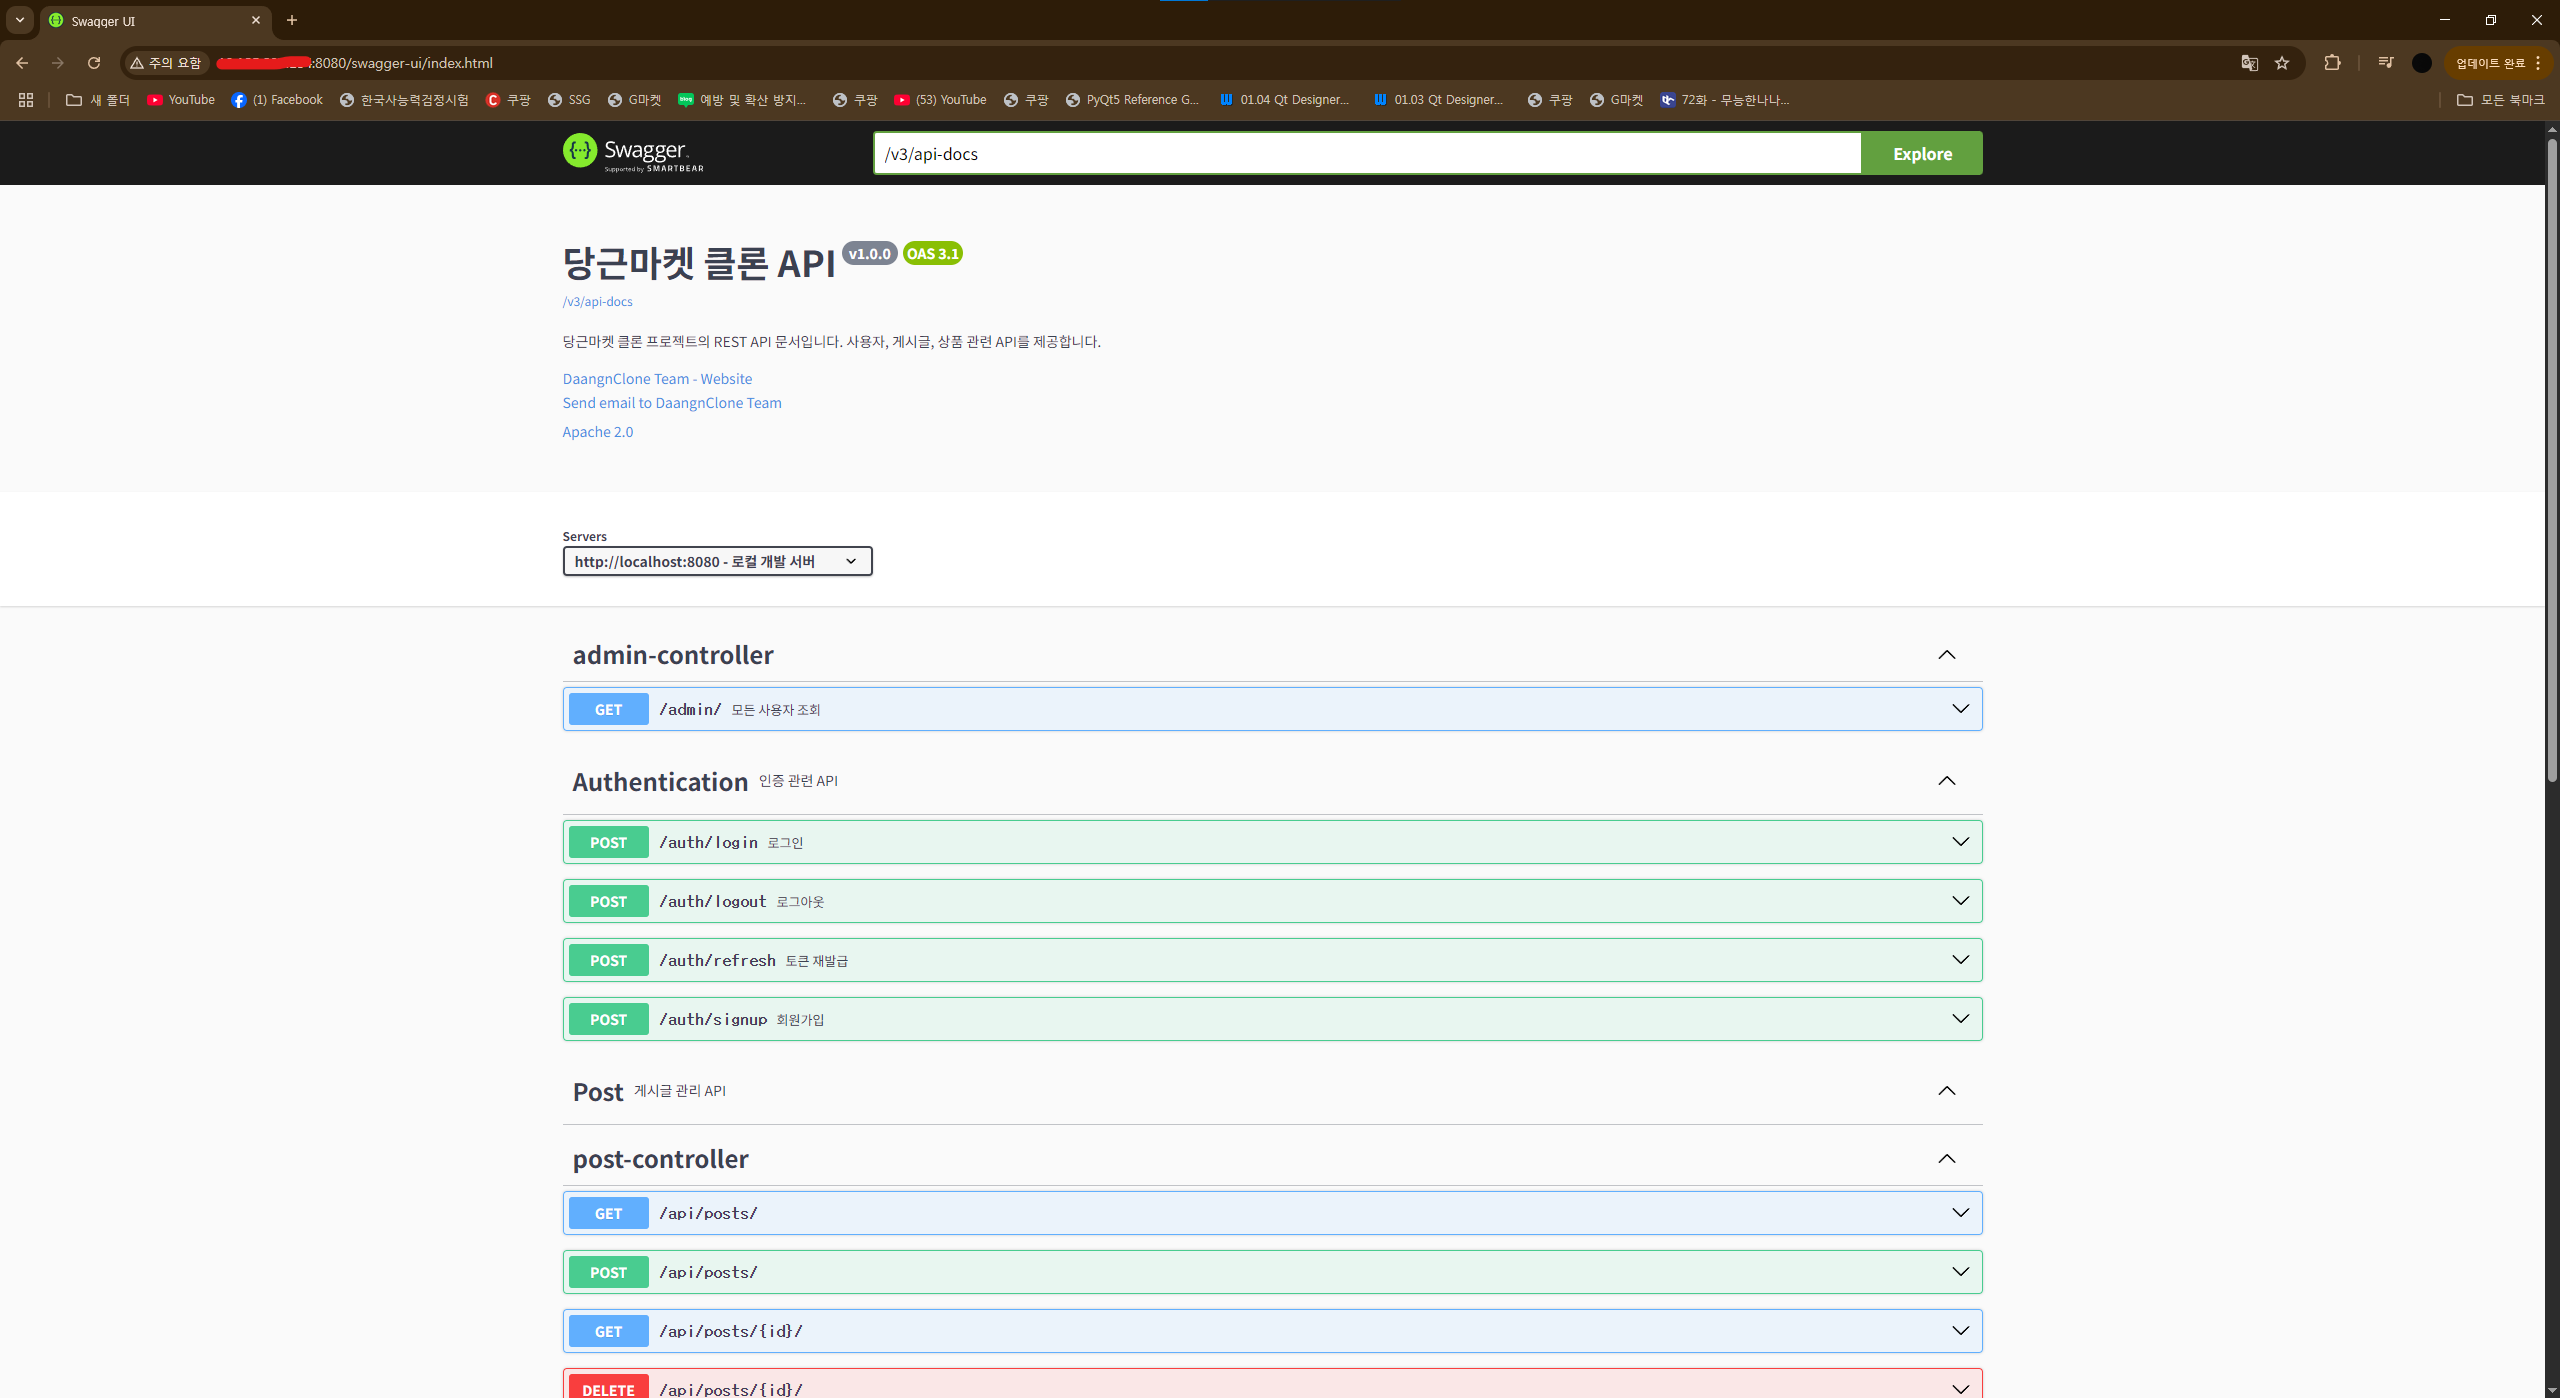 Swagger UI
주의 요함
:8080/swagger-ui/index.html
업데이트 완료
새 폴더
YouTube
(1) Facebook
한국사능력검정시험
쿠팡
SSG
G마켓
blog
예방 및 확산 방지...
쿠팡
(53) YouTube
쿠팡
PyQt5 Reference G...
01.04 Qt Designer...
01.03 Qt Designer...
쿠팡
G마켓
72화 - 무능한나나...
모든 북마크
Swagger
Supported by SMARTBEAR
/v3/api-docs
Explore
당근마켓 클론 API v1.0.0 OAS 3.1
/v3/api-docs
당근마켓 클론 프로젝트의 REST API 문서입니다. 사용자, 게시글, 상품 관련 API를 제공합니다.
DaangnClone Team - Website
Send email to DaangnClone Team
Apache 2.0
Servers
http://localhost:8080 - 로컬 개발 서버
admin-controller
GET /admin/ 모든 사용자 조회
Authentication 인증 관련 API
POST /auth/login 로그인
POST /auth/logout 로그아웃
POST /auth/refresh 토큰 재발급
POST /auth/signup 회원가입
Post 게시글 관리 API
post-controller
GET /api/posts/
POST /api/posts/
GET /api/posts/{id}/
DELETE /api/posts/{id}/